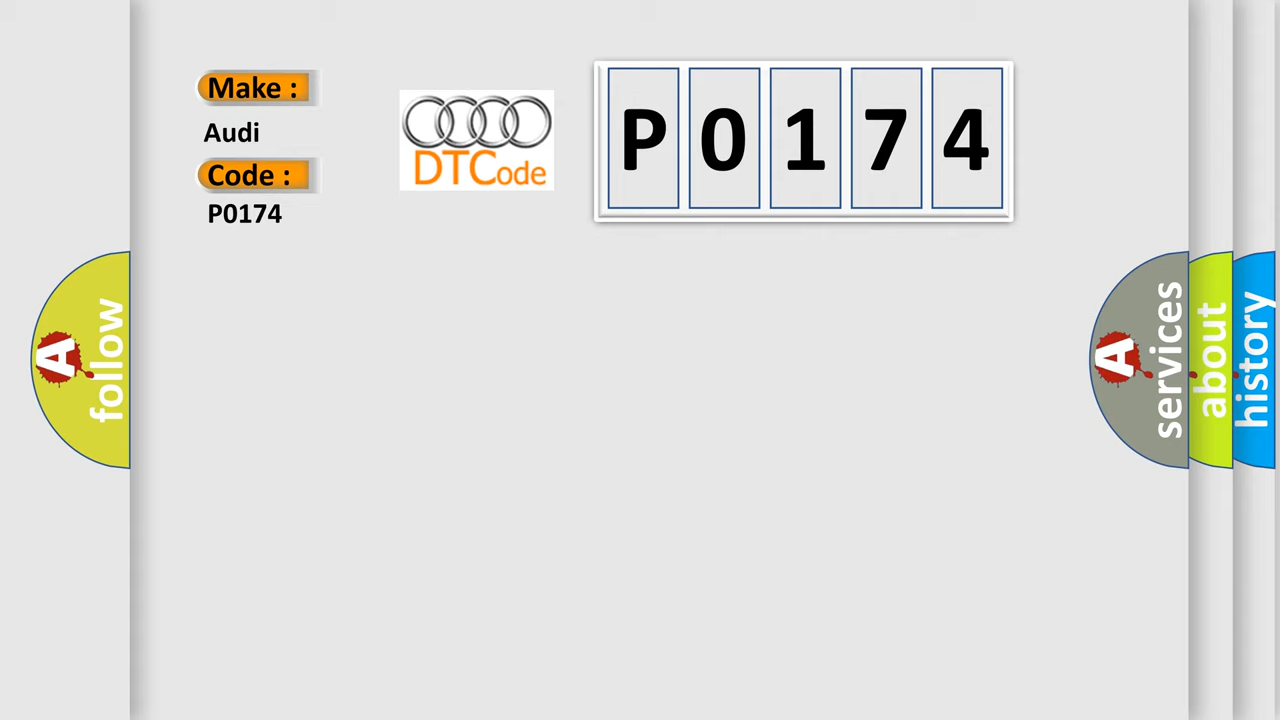 Make :
Audi
Code :
P0174
DTCode
P0174
A follow
A services
about
history